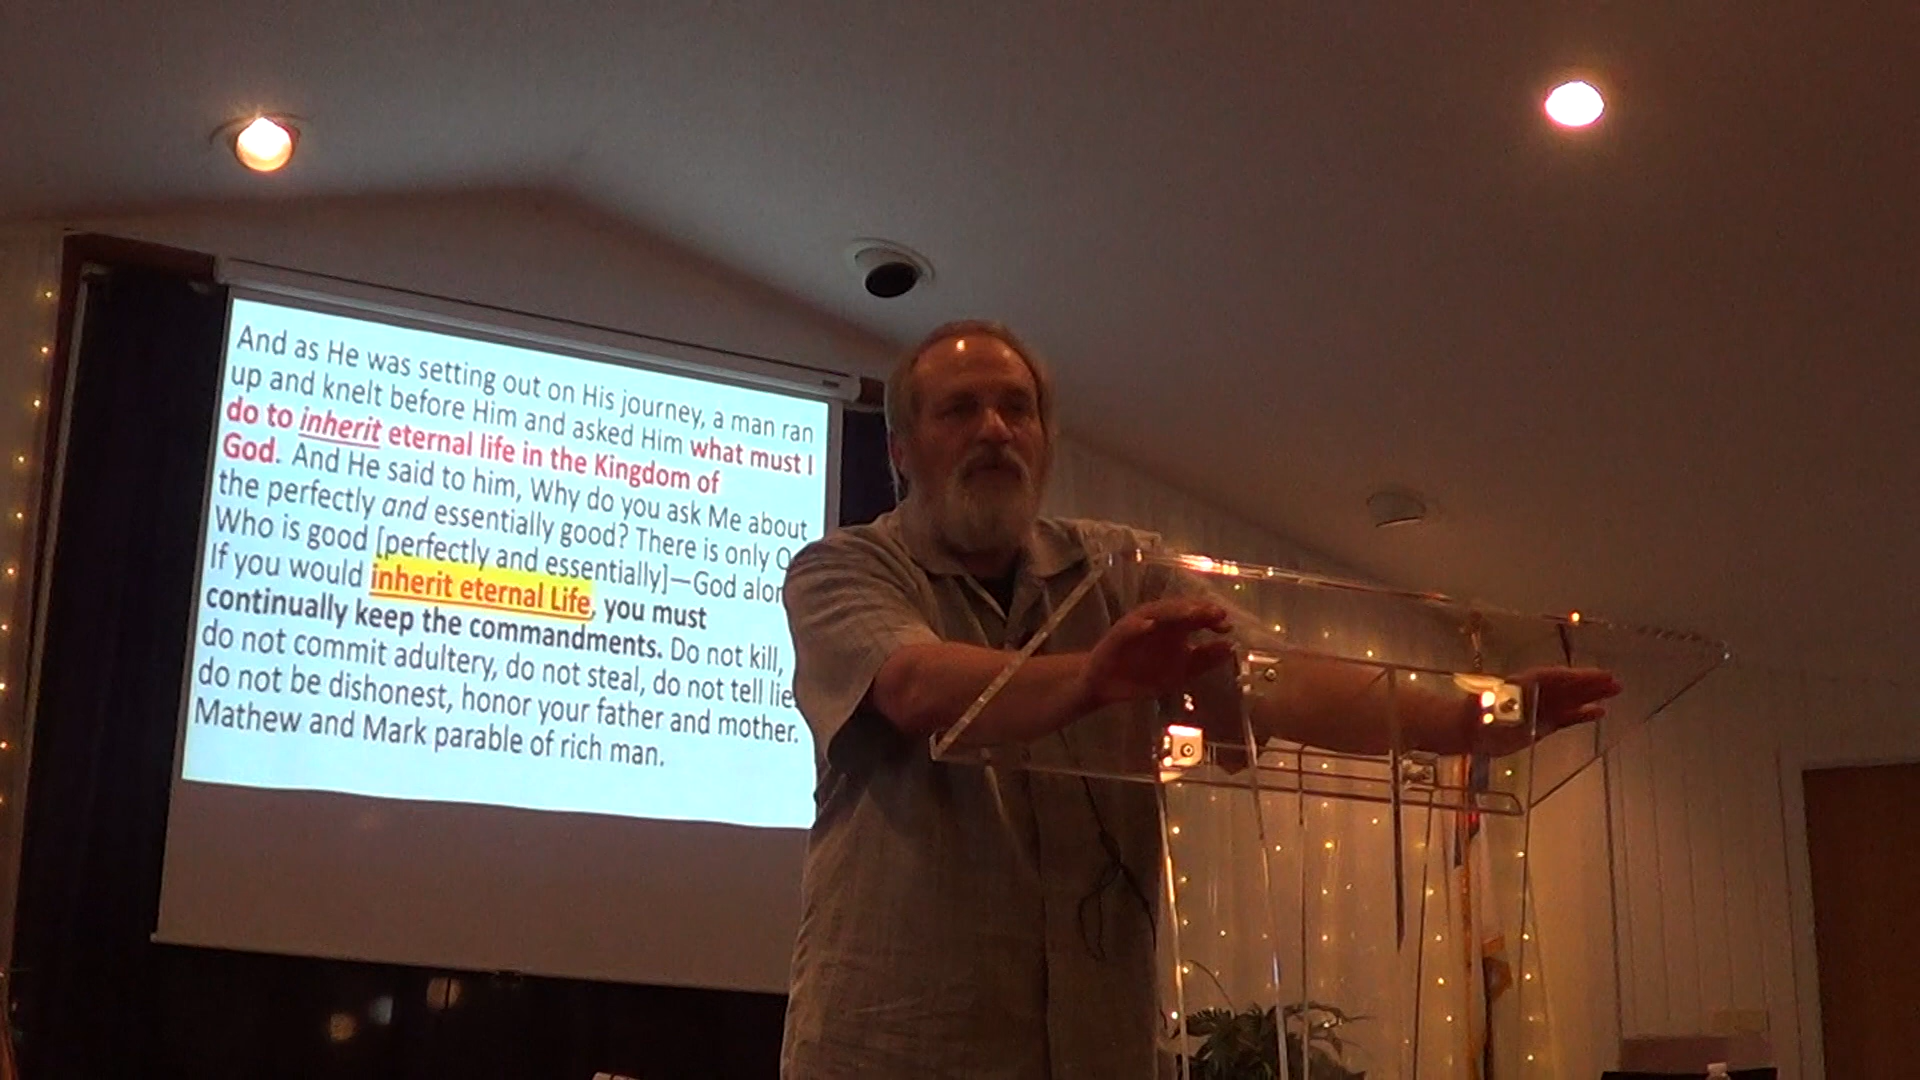 And as He was setting out on His journey, a man ran
up and knelt before Him and asked Him what must I
do to inherit eternal life in the Kingdom of
God. And He said to him, Why do you ask Me about
the perfectly and essentially good? There is only
Who is good [perfectly and essentially]—God
If you would inherit eternal Life, you must
continually keep the commandments. Do not kill,
do not commit adultery, do not steal, do not tell
do not be dishonest, honor your father and mother.
Mathew and Mark parable of rich man.